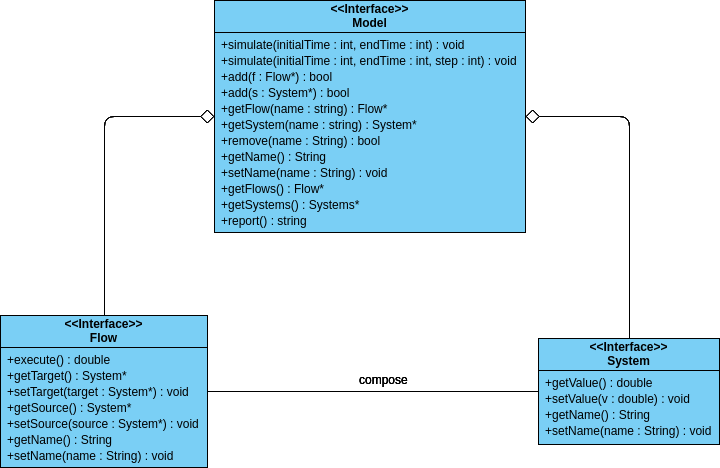 <<Interface>>
Model
+simulate(initialTime : int, endTime : int) : void
+simulate(initialTime : int, endTime : int, step : int) : void
+add(f : Flow*) : bool
+add(s : System*) : bool
+getFlow(name : string) : Flow*
+getSystem(name : string) : System*
+remove(name : String) : bool
+getName() : String
+setName(name : String) : void
+getFlows() : Flow*
+getSystems() : Systems*
+report() : string
<<Interface>>
Flow
+execute() : double
+getTarget() : System*
+setTarget(target : System*) : void
+getSource() : System*
+setSource(source : System*) : void
+getName() : String
+setName(name : String) : void
compose
<<Interface>>
System
+getValue() : double
+setValue(v : double) : void
+getName() : String
+setName(name : String) : void